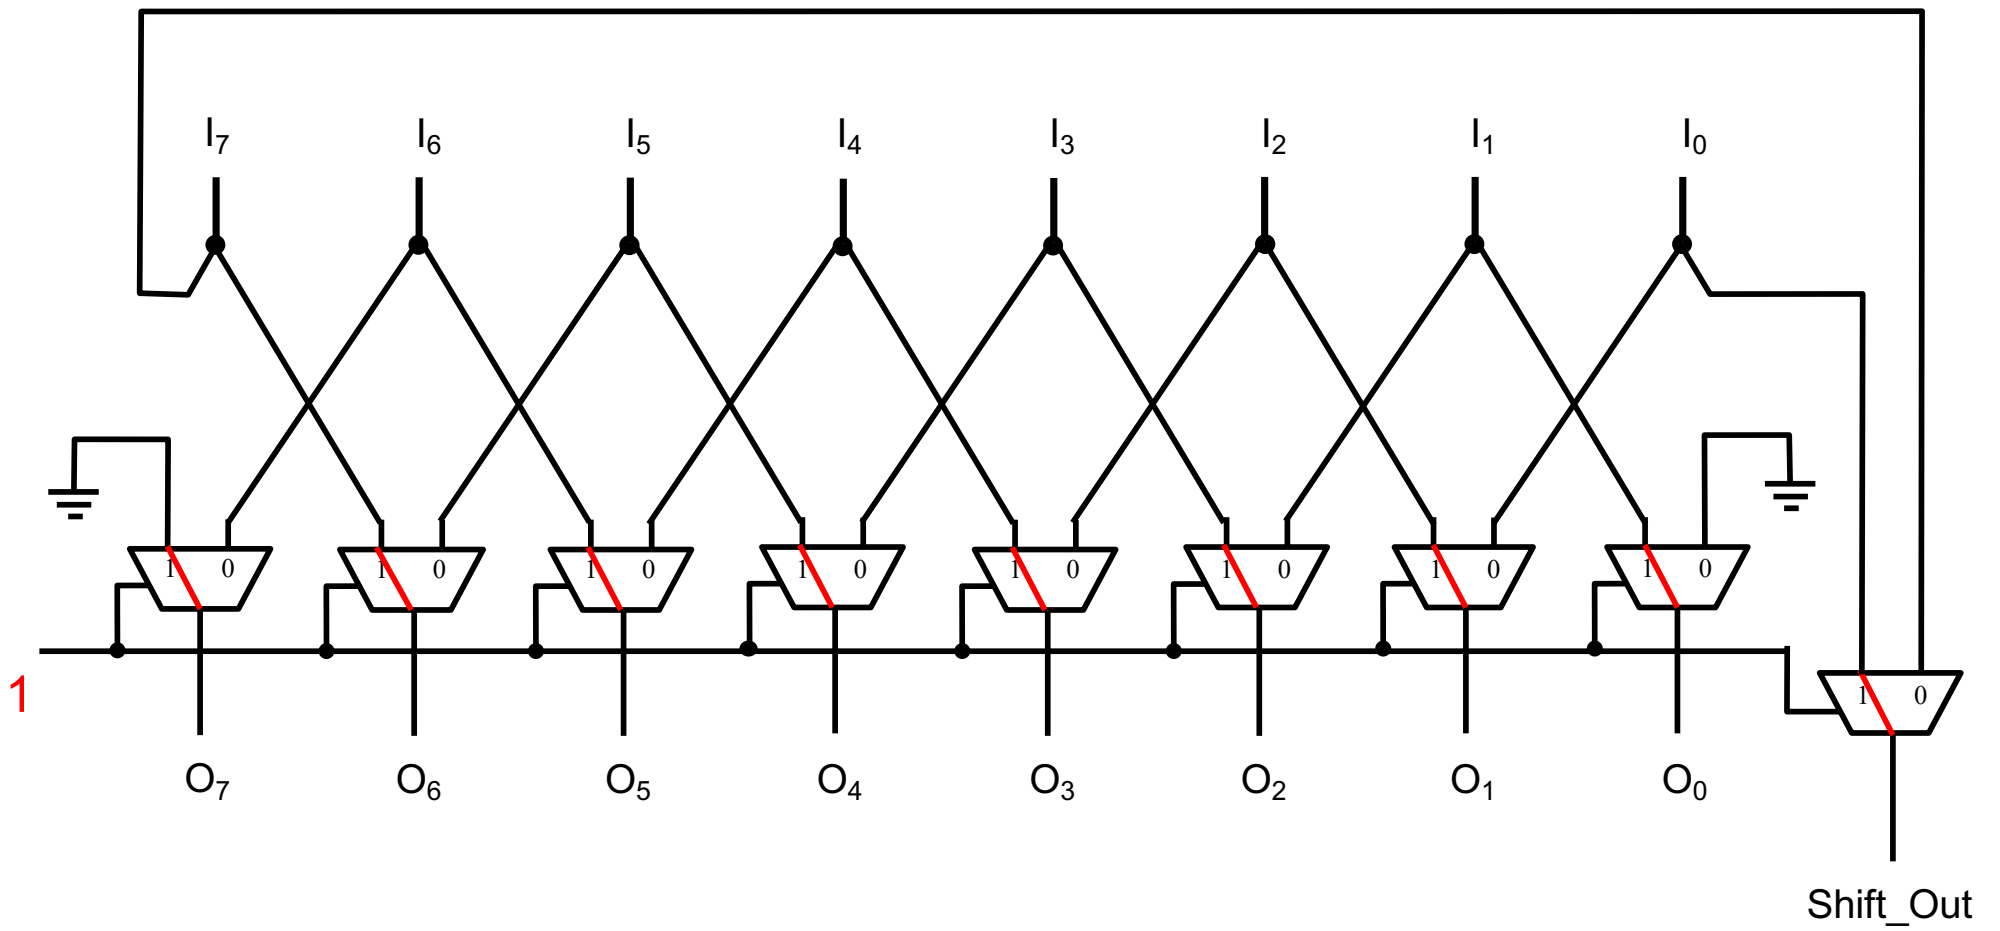 I7 I6 I5 I4 I3 I2 I1 I0
1 0 1 0 1 0 1 0 1 0 1 0 1 0 1 0
1 1 0
O7 O6 O5 O4 O3 O2 O1 O0
Shift_Out